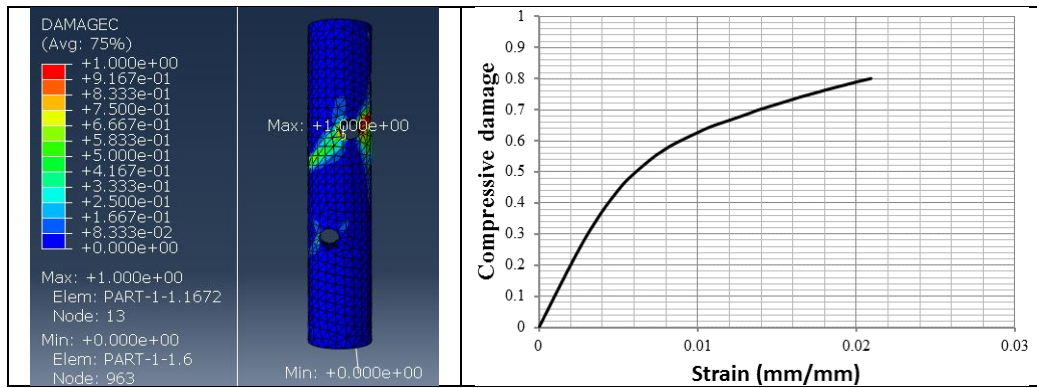 DAMAGEC
(Avg: 75%)
+1.000e+00
+9.167e-01
+8.333e-01
+7.500e-01
+6.667e-01
+5.833e-01
+5.000e-01
+4.167e-01
+3.333e-01
+2.500e-01
+1.667e-01
+8.333e-02
+0.000e+00
Max: +1.000e+00
Elem: PART-1-1.1672
Node: 13
Min: +0.000e+00
Elem: PART-1-1.6
Node: 963
Max: +1.000e+00
Min: +0.000e+00
Compressive damage
1
0.9
0.8
0.7
0.6
0.5
0.4
0.3
0.2
0.1
0
0
0.01
0.02
0.03
Strain (mm/mm)